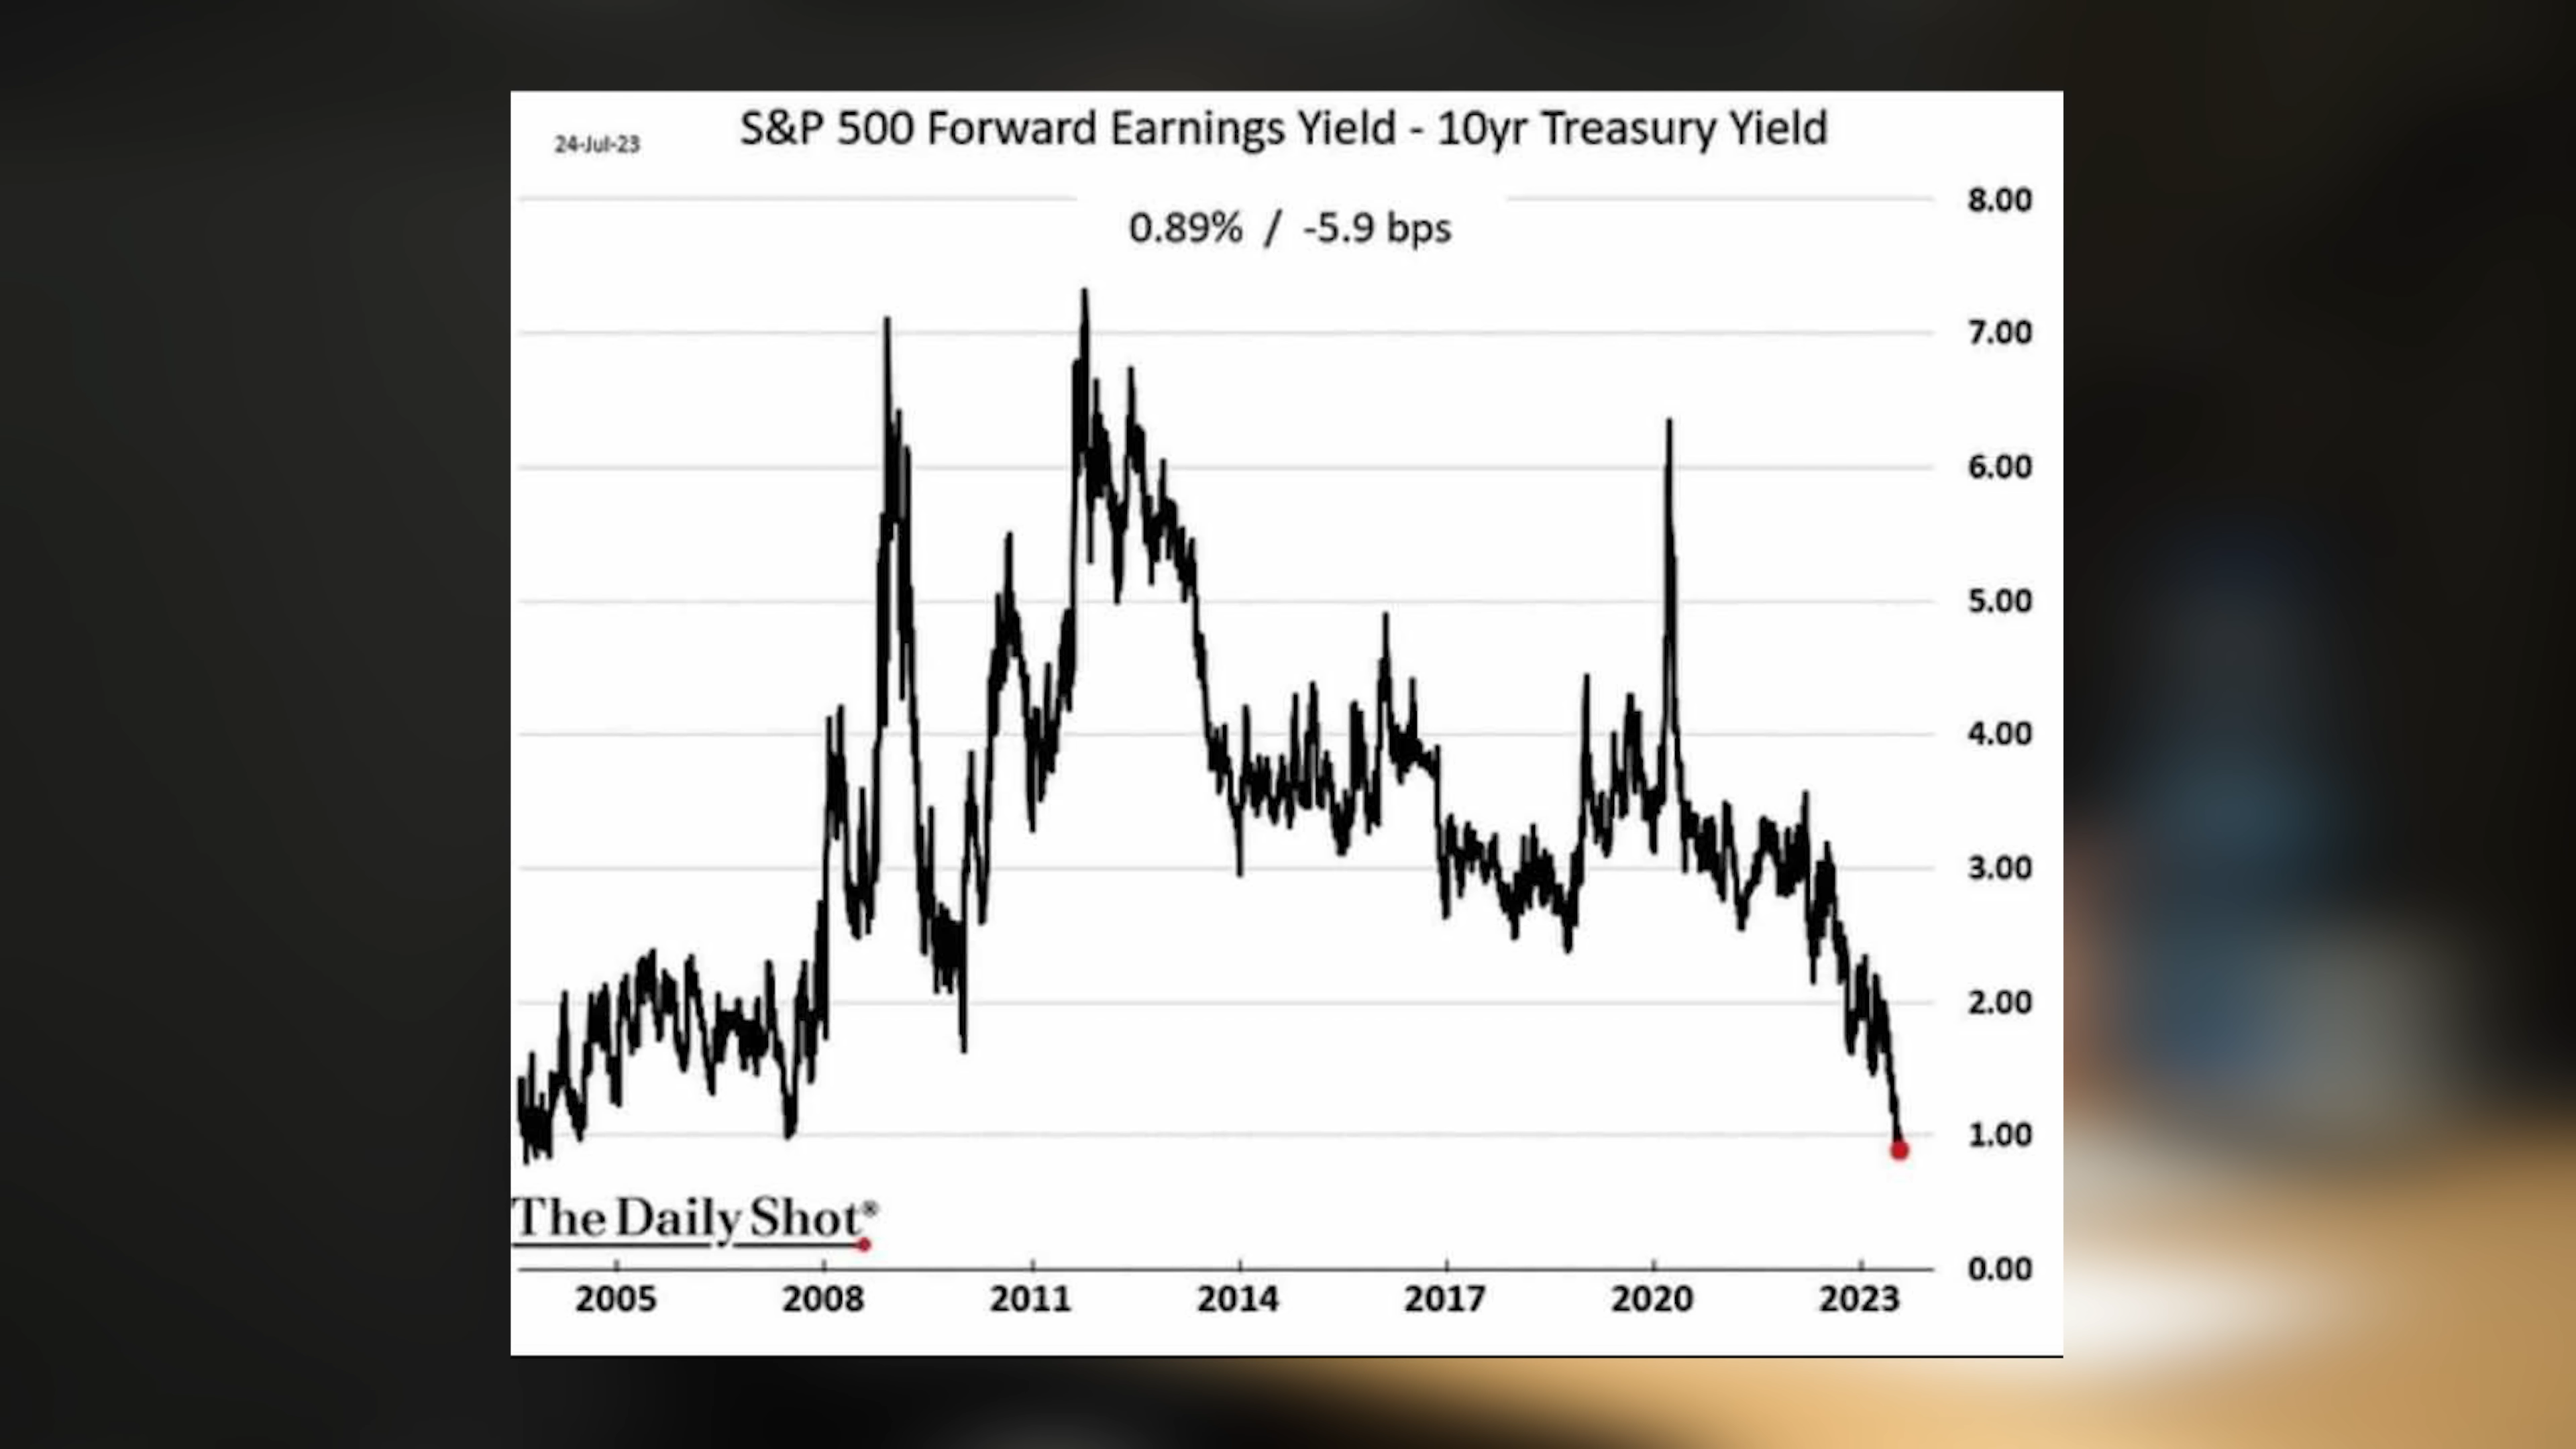 24-Jul-23
S&P 500 Forward Earnings Yield - 10yr Treasury Yield
0.89% / -5.9 bps
8.00
7.00
6.00
5.00
4.00
3.00
2.00
1.00
0.00
The Daily Shot®
2005 2008 2011 2014 2017 2020 2023